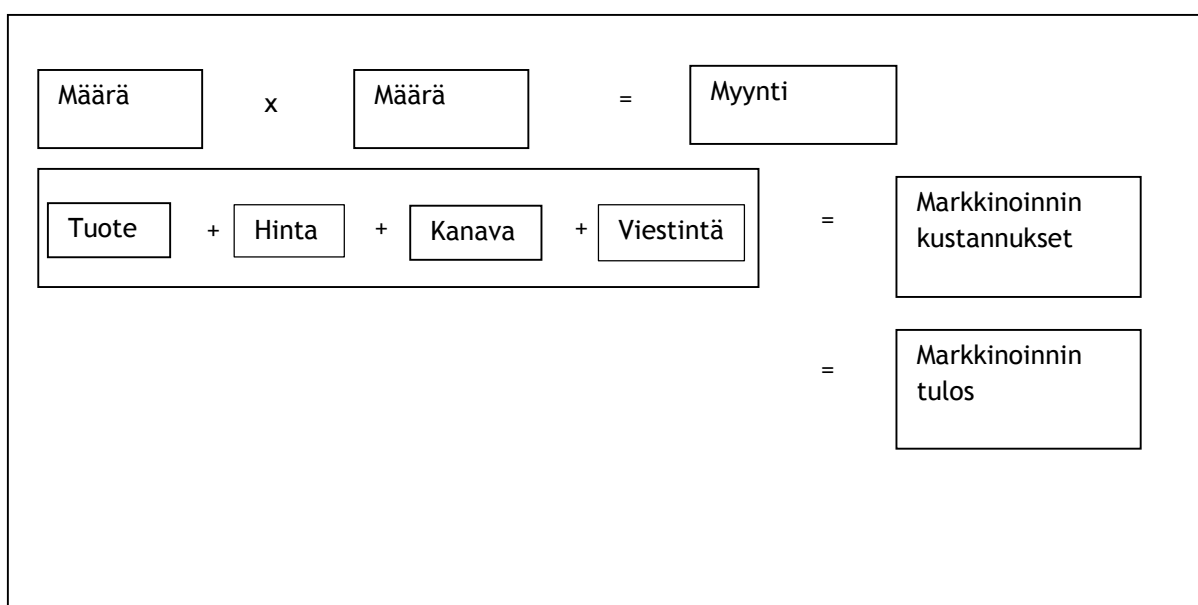 Määrä x Määrä = Myynti
Tuote + Hinta + Kanava + Viestintä = Markkinoinnin
kustannukset
= Markkinoinnin
tulos